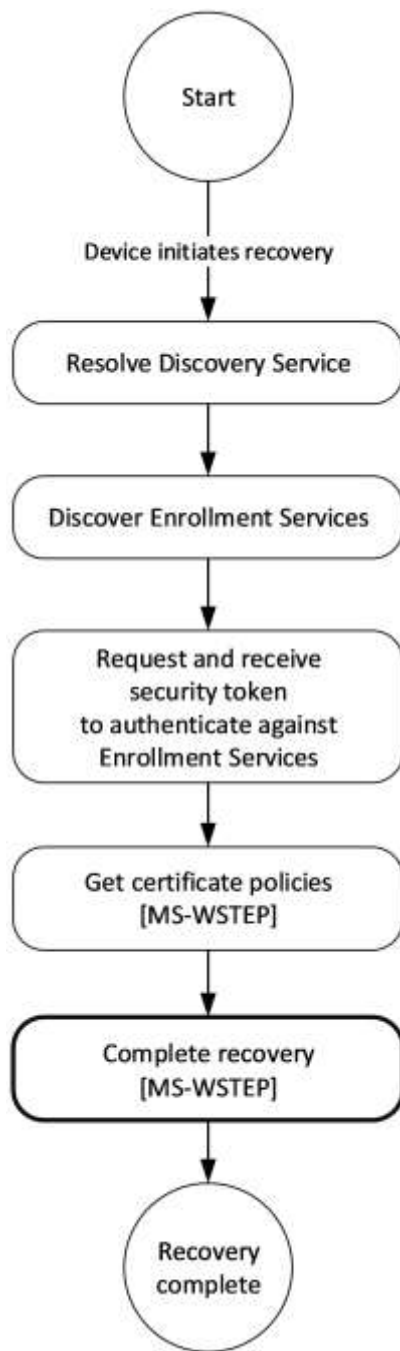 Start
Device initiates recovery
Resolve Discovery Service
Discover Enrollment Services
Request and receive
security token
to authenticate against
Enrollment Services
Get certificate policies
[MS-WSTEP]
Complete recovery
[MS-WSTEP]
Recovery
complete